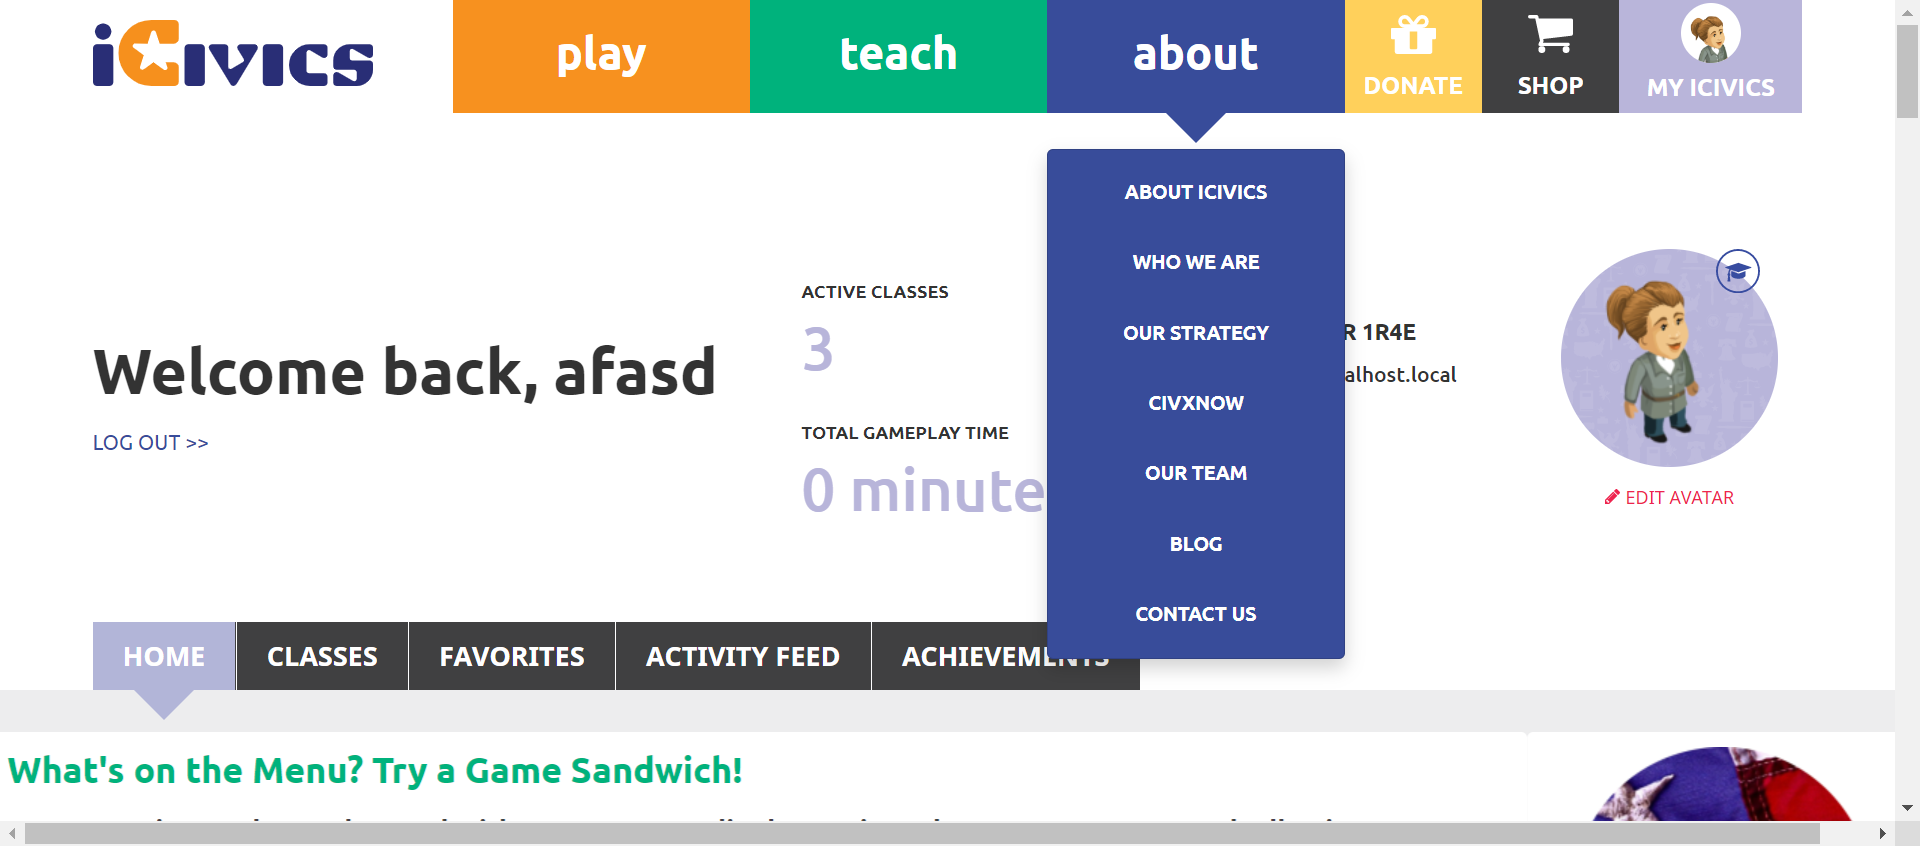 iCivics
play
teach
about
DONATE
SHOP
MY ICIVICS
ABOUT ICIVICS
WHO WE ARE
OUR STRATEGY
CIVXNOW
OUR TEAM
BLOG
CONTACT US
Welcome back, afasd
LOG OUT >>
ACTIVE CLASSES
3
TOTAL GAMEPLAY TIME
0 minute
R 1R4E
alhost.local
EDIT AVATAR
HOME
CLASSES
FAVORITES
ACTIVITY FEED
ACHIEVEMENTS
What's on the Menu? Try a Game Sandwich!